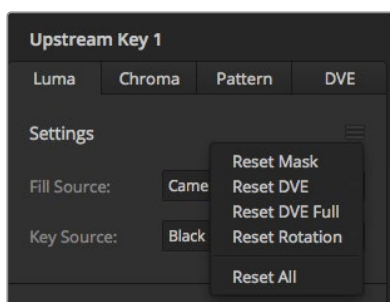 Upstream Key 1
Luma Chroma Pattern DVE
Settings
Reset Mask
Reset DVE
Fill Source: Came
Reset DVE Full
Key Source: Black
Reset Rotation
Reset All